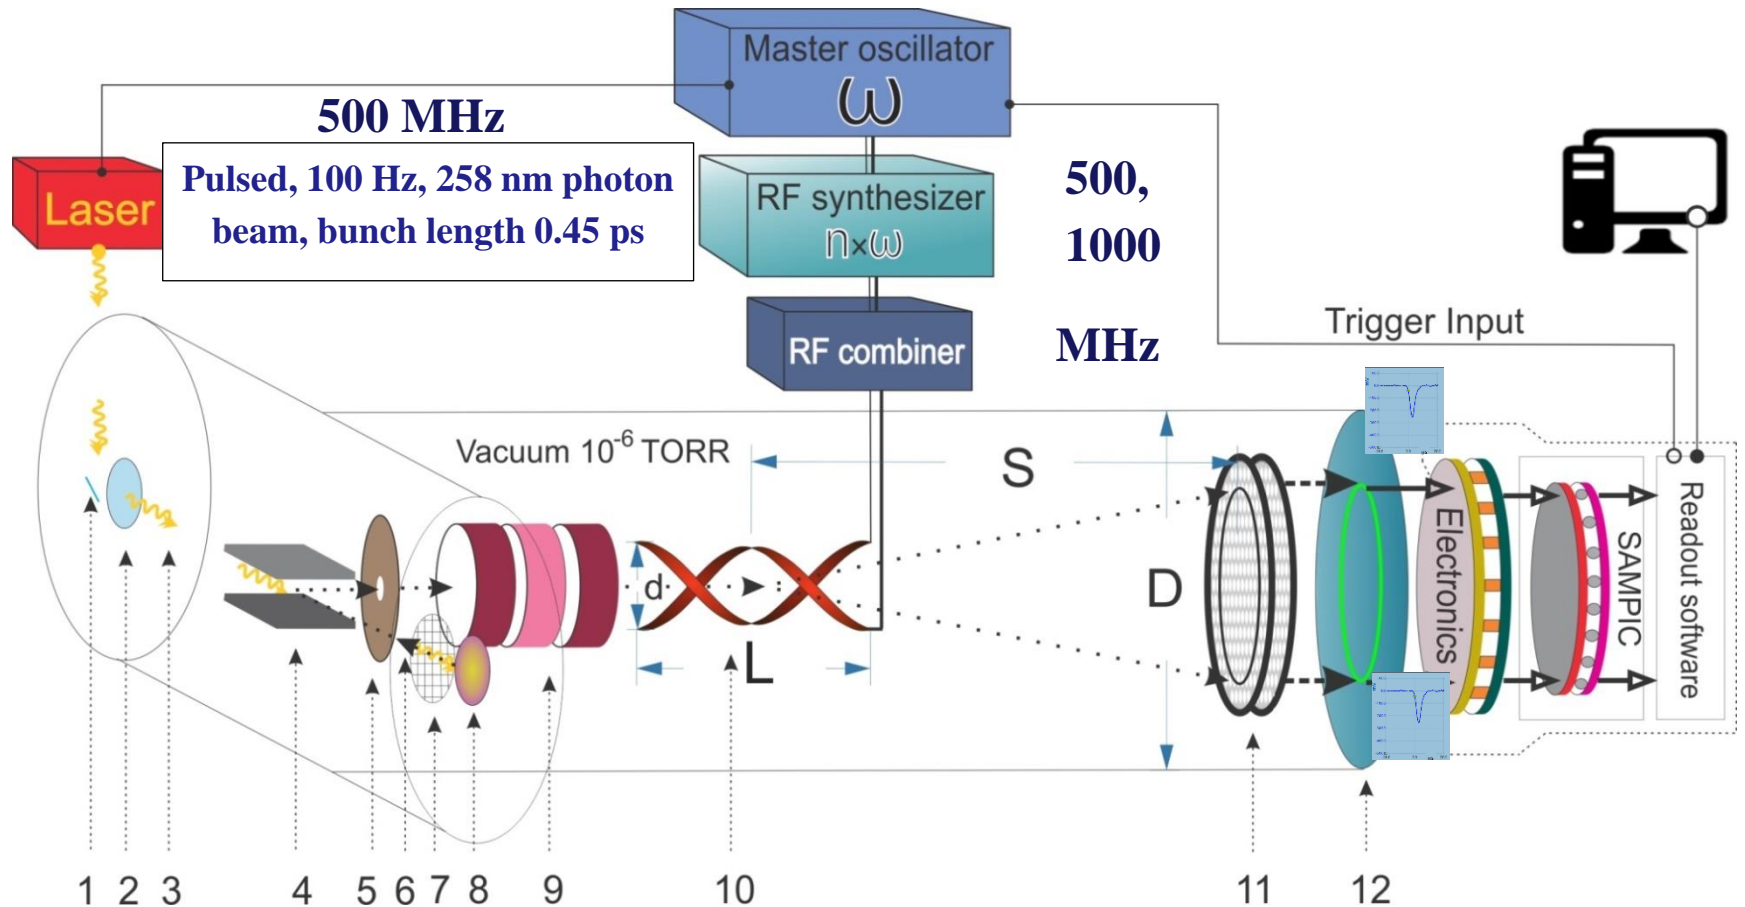 Master oscillator
ω
500 MHz
Pulsed, 100 Hz, 258 nm photon
beam, bunch length 0.45 ps
Laser
RF synthesizer
n×ω
500,
1000
MHz
RF combiner
Trigger Input
Vacuum 10⁻⁶ TORR
S
d
L
D
Electronics
SAMPIC
Readout software
1 2 3 4 5 6 7 8 9 10 11 12